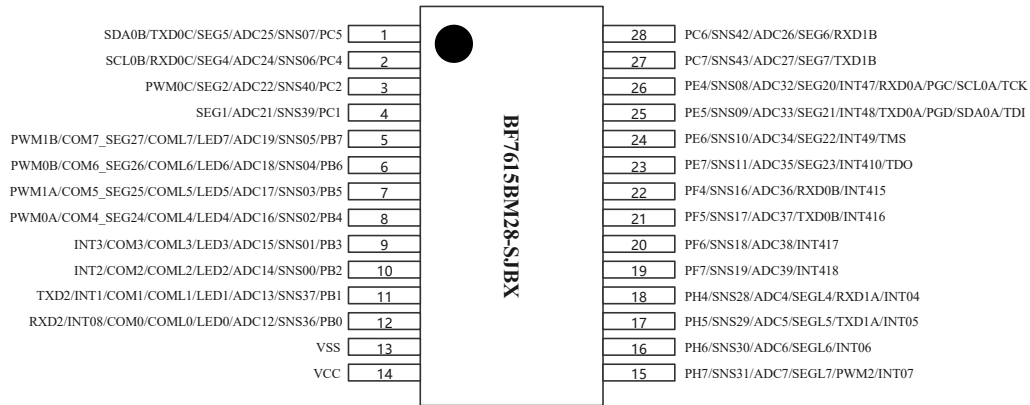 SDA0B/TXD0C/SEG5/ADC25/SNS07/PC5 1
SCL0B/RXD0C/SEG4/ADC24/SNS06/PC4 2
PWM0C/SEG2/ADC22/SNS40/PC2 3
SEG1/ADC21/SNS39/PC1 4
PWM1B/COM7_SEG27/COML7/LED7/ADC19/SNS05/PB7 5
PWM0B/COM6_SEG26/COML6/LED6/ADC18/SNS04/PB6 6
PWM1A/COM5_SEG25/COML5/LED5/ADC17/SNS03/PB5 7
PWM0A/COM4_SEG24/COML4/LED4/ADC16/SNS02/PB4 8
INT3/COM3/COML3/LED3/ADC15/SNS01/PB3 9
INT2/COM2/COML2/LED2/ADC14/SNS00/PB2 10
TXD2/INT1/COM1/COML1/LED1/ADC13/SNS37/PB1 11
RXD2/INT08/COM0/COML0/LED0/ADC12/SNS36/PB0 12
VSS 13
VCC 14
BF7615BM28-SJBX
28 PC6/SNS42/ADC26/SEG6/RXD1B
27 PC7/SNS43/ADC27/SEG7/TXD1B
26 PE4/SNS08/ADC32/SEG20/INT47/RXD0A/PGC/SCL0A/TCK
25 PE5/SNS09/ADC33/SEG21/INT48/TXD0A/PGD/SDA0A/TDI
24 PE6/SNS10/ADC34/SEG22/INT49/TMS
23 PE7/SNS11/ADC35/SEG23/INT410/TDO
22 PF4/SNS16/ADC36/RXD0B/INT415
21 PF5/SNS17/ADC37/TXD0B/INT416
20 PF6/SNS18/ADC38/INT417
19 PF7/SNS19/ADC39/INT418
18 PH4/SNS28/ADC4/SEGL4/RXD1A/INT04
17 PH5/SNS29/ADC5/SEGL5/TXD1A/INT05
16 PH6/SNS30/ADC6/SEGL6/INT06
15 PH7/SNS31/ADC7/SEGL7/PWM2/INT07